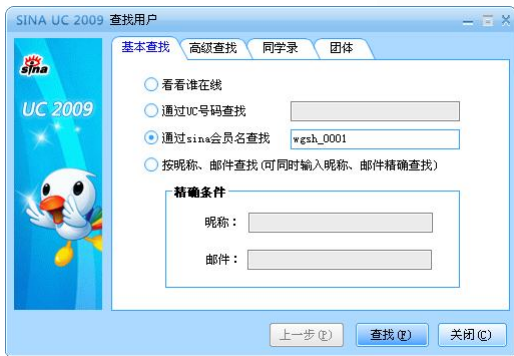 SINA UC 2009 查找用户
sina
UC 2009
基本查找 高级查找 同学录 团体
看看谁在线
通过UC号码查找
通过sina会员名查找 wgsh_0001
按昵称、邮件查找(可同时输入昵称、邮件精确查找)
精确条件
昵称：
邮件：
上一步(P) 查找(F) 关闭(C)